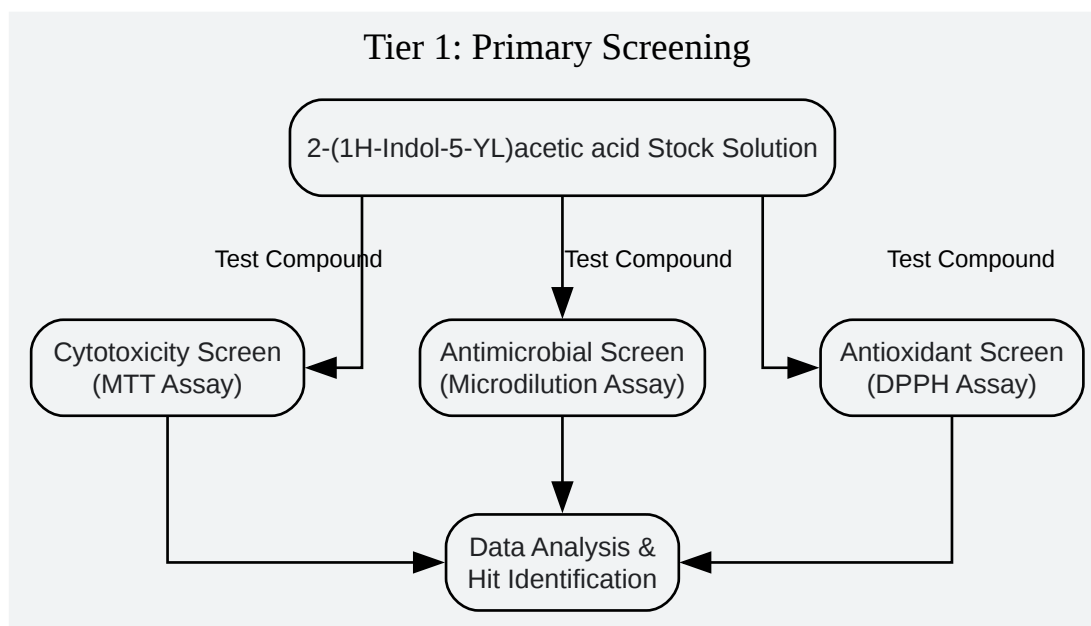 Tier 1: Primary Screening
2-(1H-Indol-5-YL)acetic acid Stock Solution
Test Compound
Test Compound
Test Compound
Cytotoxicity Screen
(MTT Assay)
Antimicrobial Screen
(Microdilution Assay)
Antioxidant Screen
(DPPH Assay)
Data Analysis &
Hit Identification